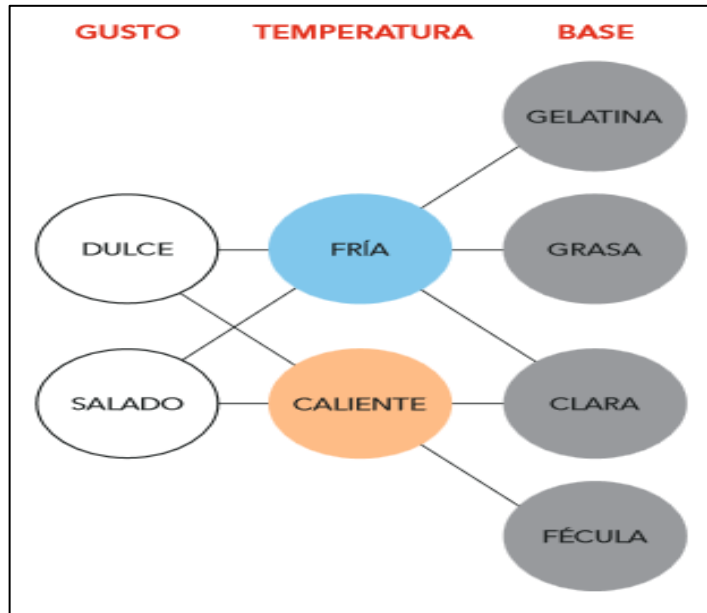 GUSTO TEMPERATURA BASE
GELATINA
DULCE FRÍA GRASA
SALADO CALIENTE CLARA
FÉCULA